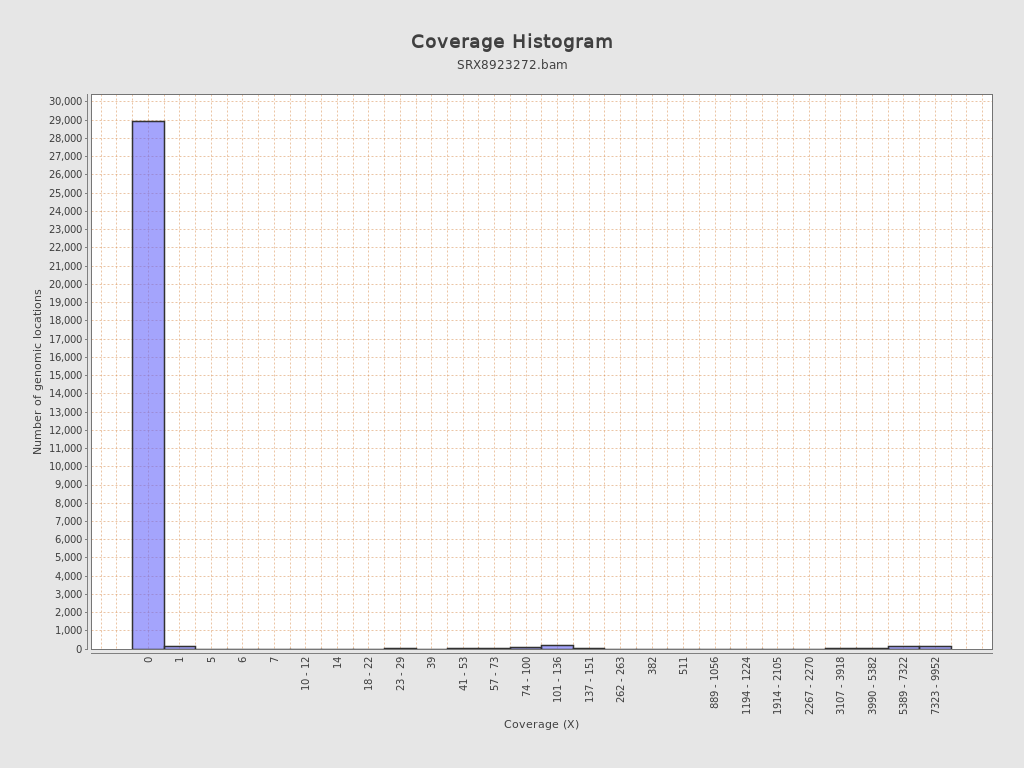 Coverage Histogram
SRX8923272.bam
Number of genomic locations
30,000
29,000
28,000
27,000
26,000
25,000
24,000
23,000
22,000
21,000
20,000
19,000
18,000
17,000
16,000
15,000
14,000
13,000
12,000
11,000
10,000
9,000
8,000
7,000
6,000
5,000
4,000
3,000
2,000
1,000
0
0
1
5
6
7
10 - 12
14
18 - 22
23 - 29
39
41 - 53
57 - 73
74 - 100
101 - 136
137 - 151
262 - 263
382
511
889 - 1056
1194 - 1224
1914 - 2105
2267 - 2270
3107 - 3918
3990 - 5382
5389 - 7322
7323 - 9952
Coverage (X)